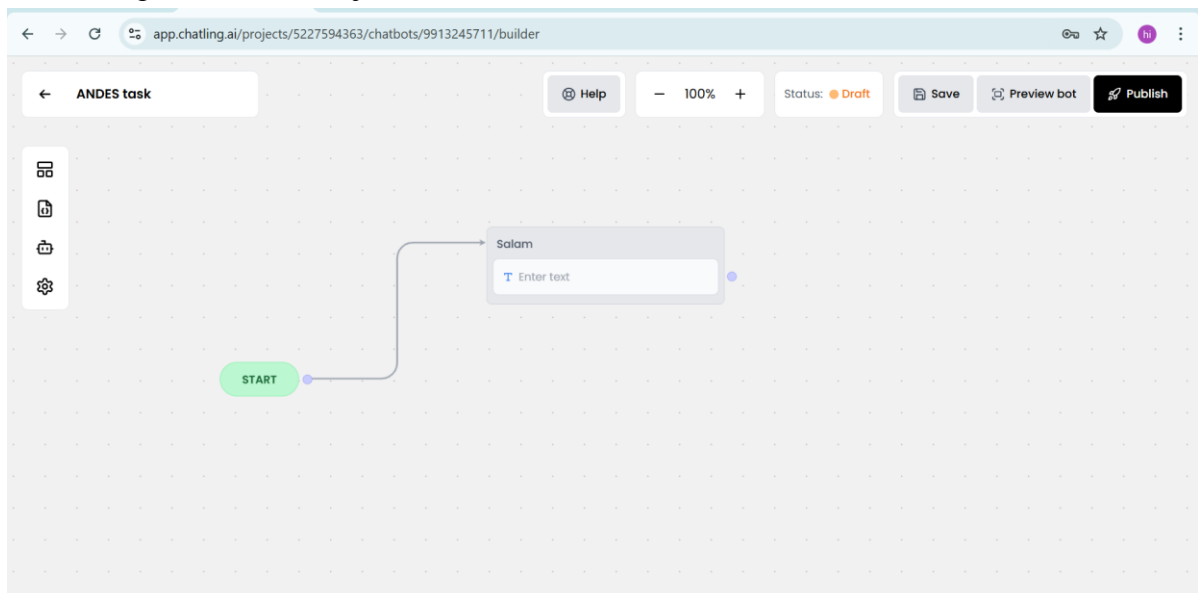 app.chatling.ai/projects/5227594363/chatbots/9913245711/builder
hi
ANDES task
Help
100%
Status: Draft
Save
Preview bot
Publish
Salam
T Enter text
START